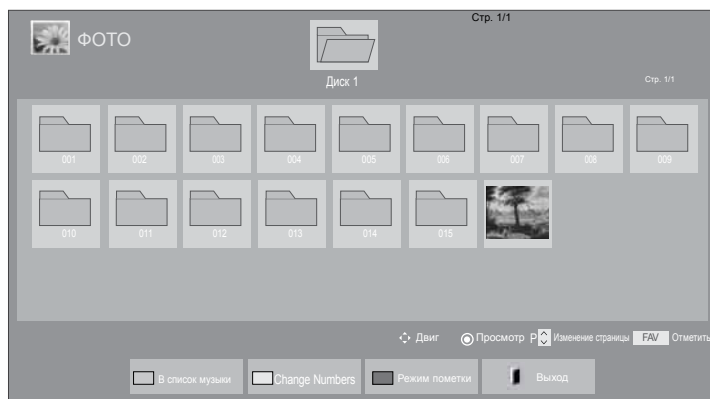 Стр. 1/1
ФОТО
Диск 1
Стр. 1/1
001 002 003 004 005 006 007 008 009
010 011 012 013 014 015
Двиг Просмотр P Изменение страницы FAV Отметить
В список музыки Change Numbers Режим пометки Выход